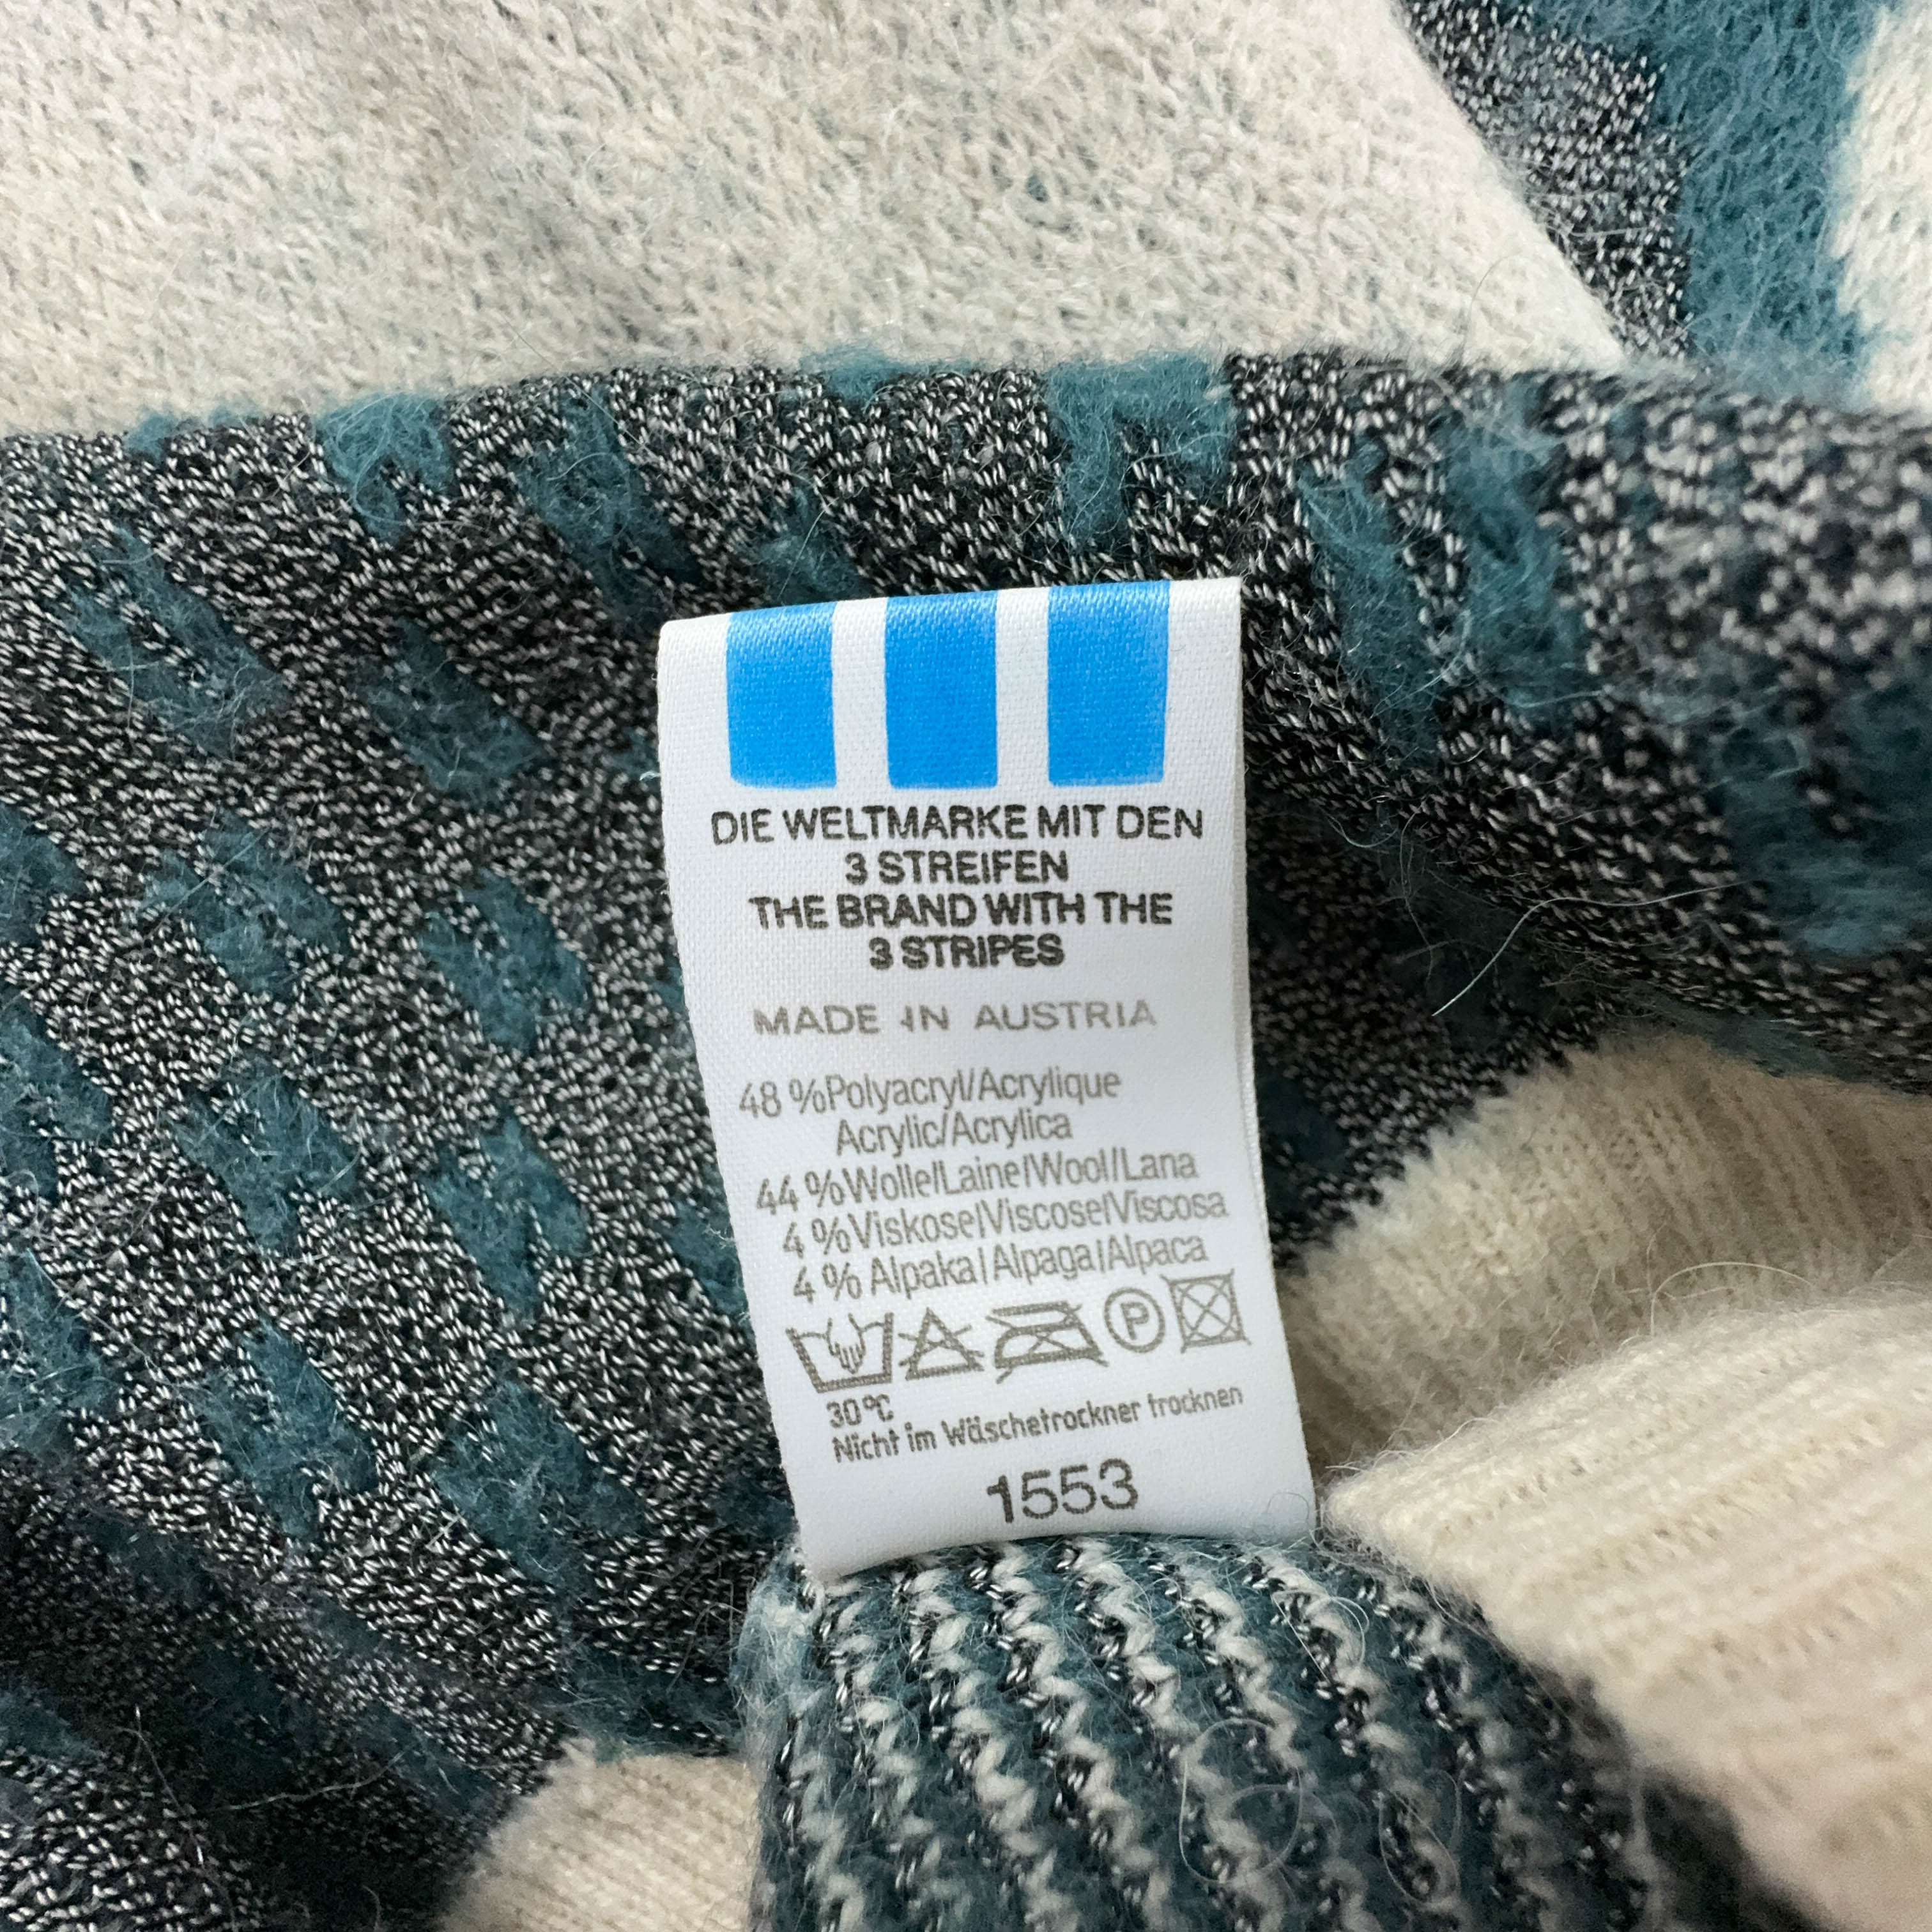 DIE WELTMARKE MIT DEN
3 STREIFEN
THE BRAND WITH THE
3 STRIPES
MADE IN AUSTRIA
48 %Polyacryl/Acrylique
Acrylic/Acrylica
44 %Wolle/Laine/Wool/Lana
4 %Viskose/Viscose/Viscosa
4 % Alpaka/Alpaga/Alpaca
P
30°C
Nicht im Wäschetrockner trocknen
1553